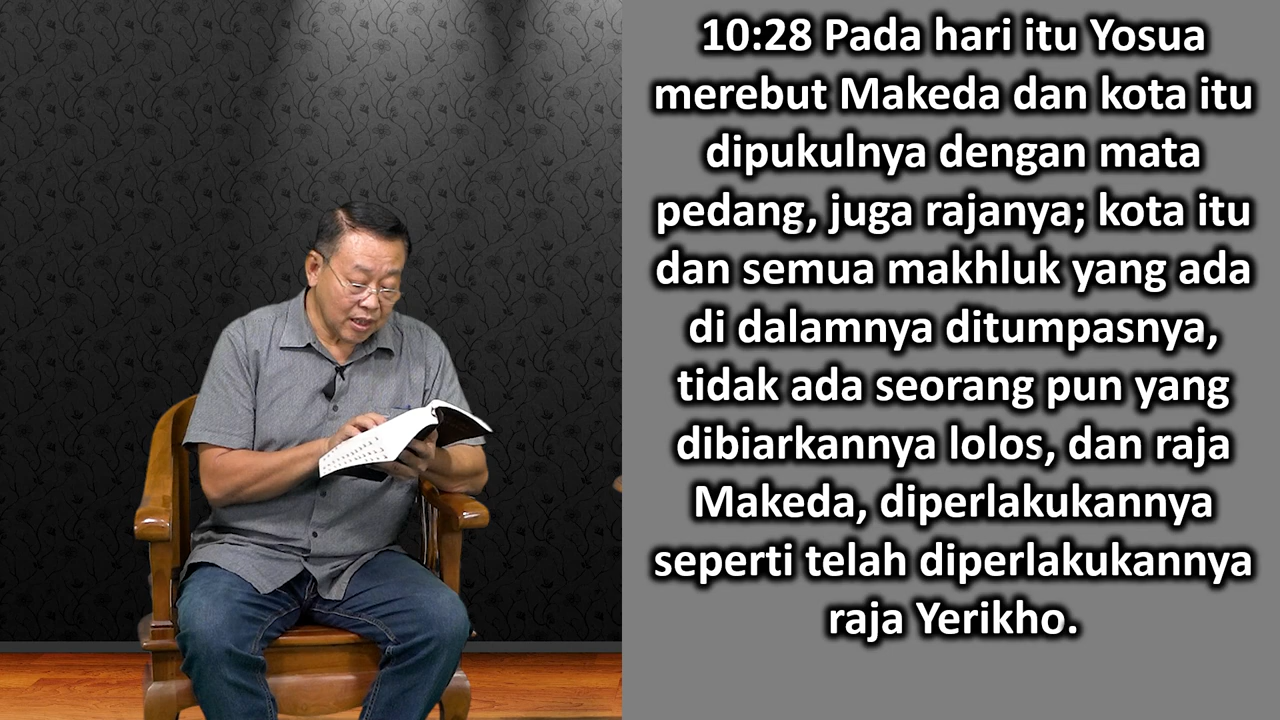 10:28 Pada hari itu Yosua
merebut Makeda dan kota itu
dipukulnya dengan mata
pedang, juga rajanya; kota itu
dan semua makhluk yang ada
di dalamnya ditumpasnya,
tidak ada seorang pun yang
dibiarkannya lolos, dan raja
Makeda, diperlakukannya
seperti telah diperlakukannya
raja Yerikho.